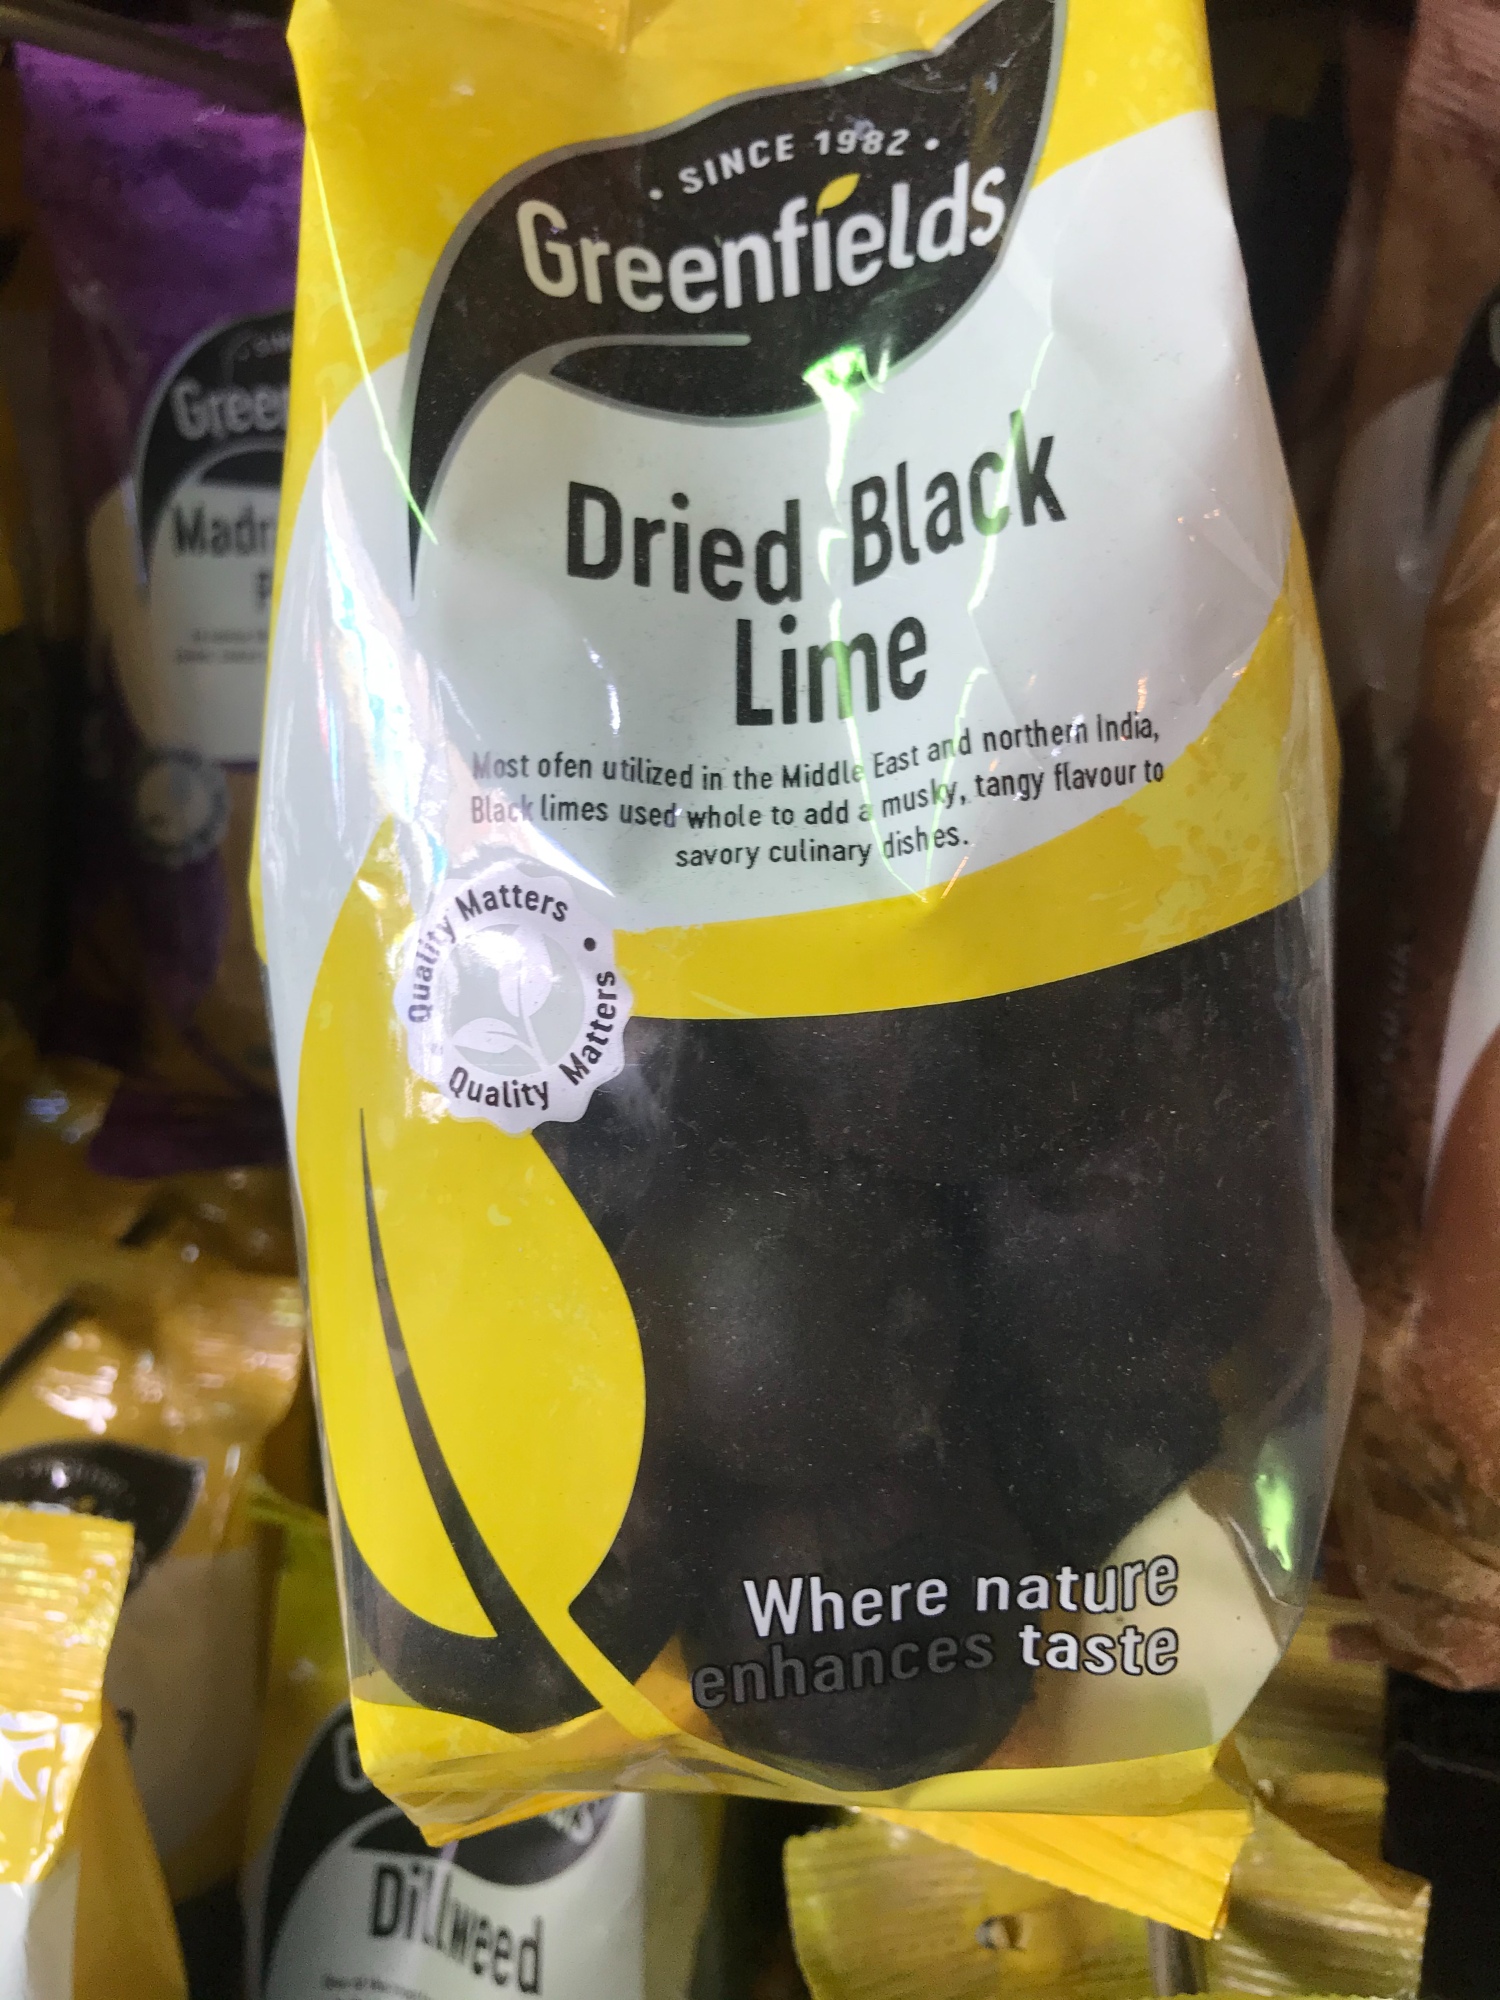 • SINCE 1982 •
Greenfields
Dried Black
Lime
Most ofen utilized in the Middle East and northern India,
Black limes used whole to add a musky, tangy flavour to
savory culinary dishes.
Quality Matters •
Quality Matters
Where nature
enhances taste
Dillweed